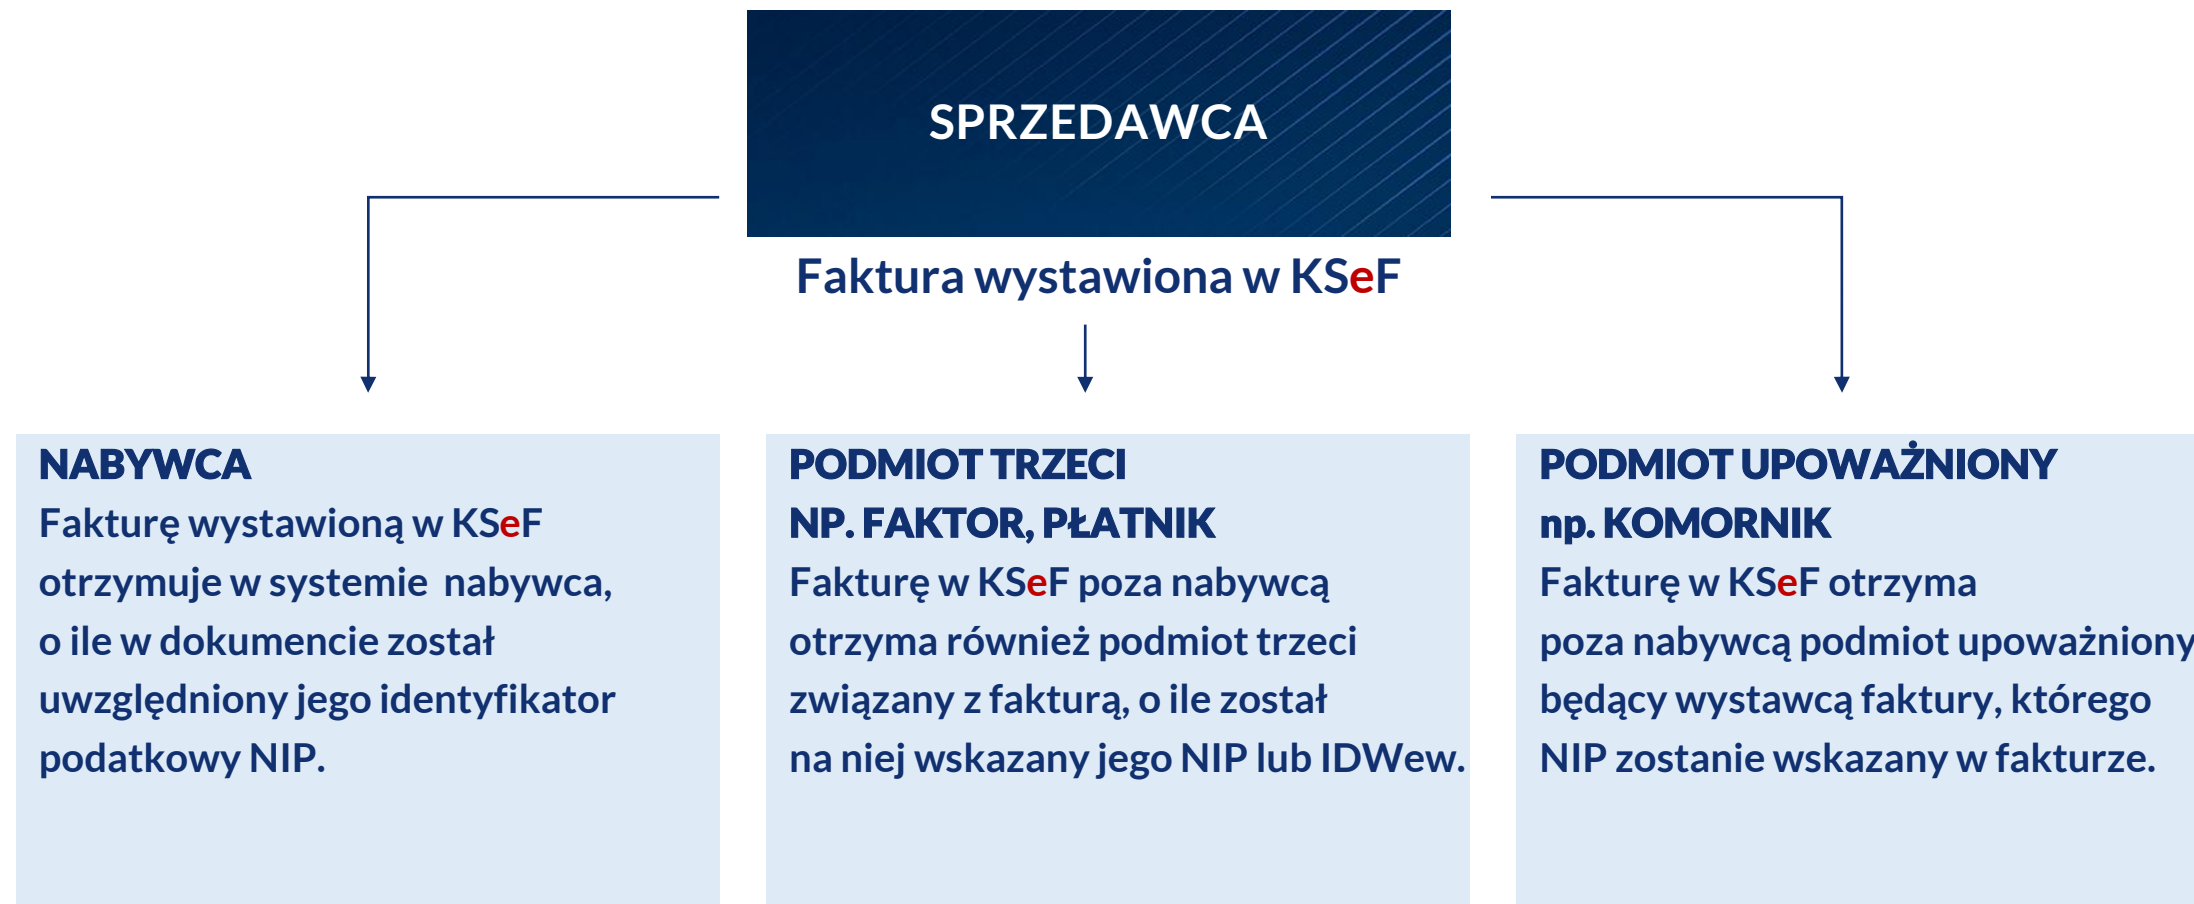 SPRZEDAWCA
Faktura wystawiona w KSeF
NABYWCA
Fakturę wystawioną w KSeF
otrzymuje w systemie  nabywca,
o ile w dokumencie został
uwzględniony jego identyfikator
podatkowy NIP.
PODMIOT TRZECI
NP. FAKTOR, PŁATNIK
Fakturę w KSeF poza nabywcą
otrzyma również podmiot trzeci
związany z fakturą, o ile został
na niej wskazany jego NIP lub IDWew.
PODMIOT UPOWAŻNIONY
np. KOMORNIK
Fakturę w KSeF otrzyma
poza nabywcą podmiot upoważniony
będący wystawcą faktury, którego
NIP zostanie wskazany w fakturze.